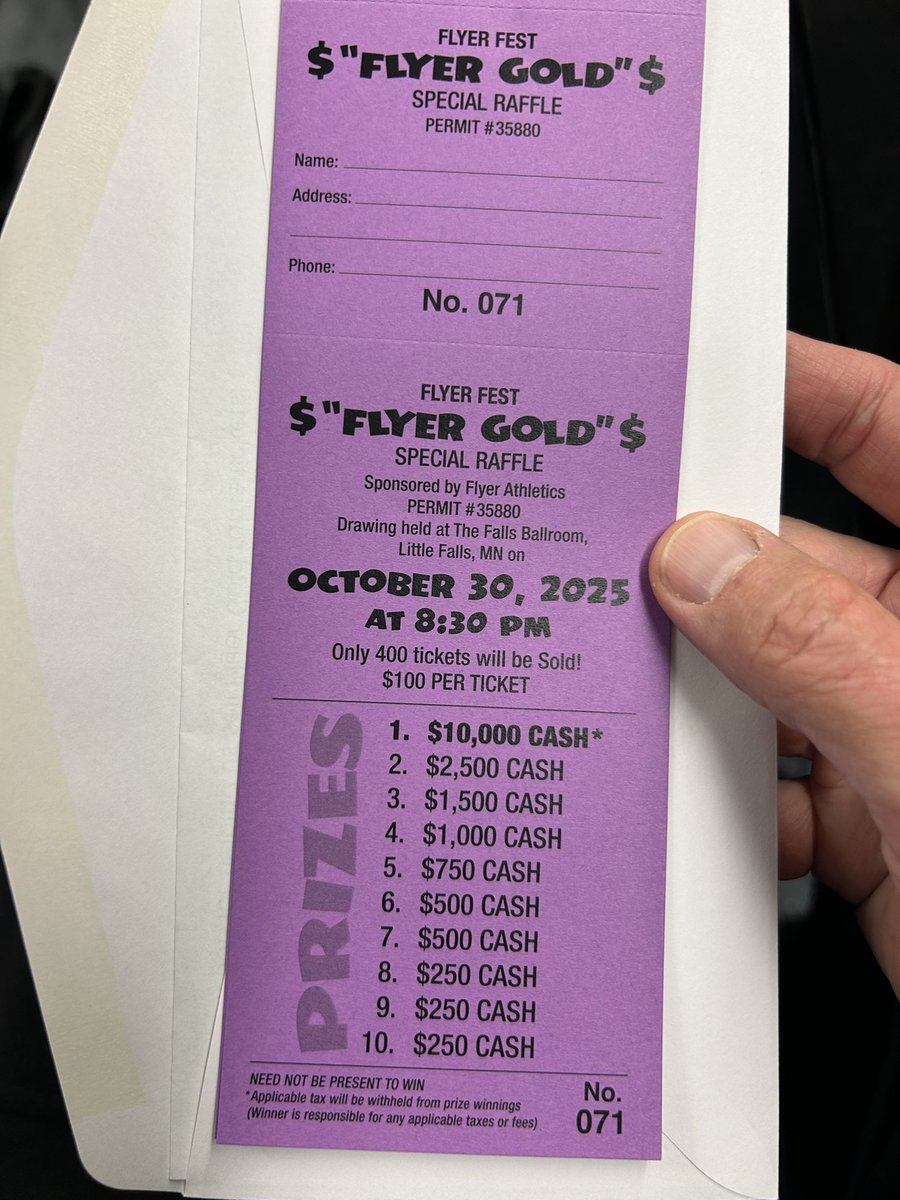 FLYER FEST
$ "FLYER GOLD" $
SPECIAL RAFFLE
PERMIT #35880
Name:
Address:
Phone:
No. 071
FLYER FEST
$ "FLYER GOLD" $
SPECIAL RAFFLE
Sponsored by Flyer Athletics
PERMIT #35880
Drawing held at The Falls Ballroom,
Little Falls, MN on
OCTOBER 30, 2025
AT 8:30 PM
Only 400 tickets will be Sold!
$100 PER TICKET
PRIZES
1. $10,000 CASH*
2. $2,500 CASH
3. $1,500 CASH
4. $1,000 CASH
5. $750 CASH
6. $500 CASH
7. $500 CASH
8. $250 CASH
9. $250 CASH
10. $250 CASH
NEED NOT BE PRESENT TO WIN
*Applicable tax will be withheld from prize winnings
(Winner is responsible for any applicable taxes or fees)
No.
071